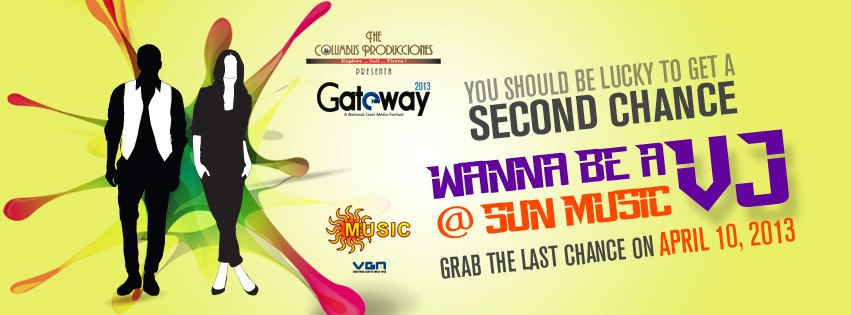 THE
COLUMBUS PRODUCCIONES
Explore ... Sail ... Tierra !
PRESENTA
Gateway 2013
A National Level Media Festival
YOU SHOULD BE LUCKY TO GET A
SECOND CHANCE
WANNA BE A VJ
@ SUN MUSIC
GRAB THE LAST CHANCE ON APRIL 10, 2013
MUSIC
VGN